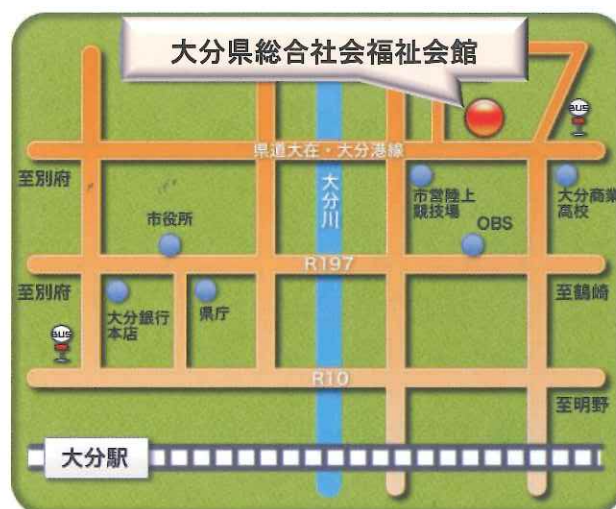 大分県総合社会福祉会館
BUS
県道大在・大分港線
至別府
大分川
市営陸上
競技場
大分商業
高校
市役所
OBS
R197
至別府
至鶴崎
大分銀行
本店
県庁
BUS
R10
至明野
大分駅